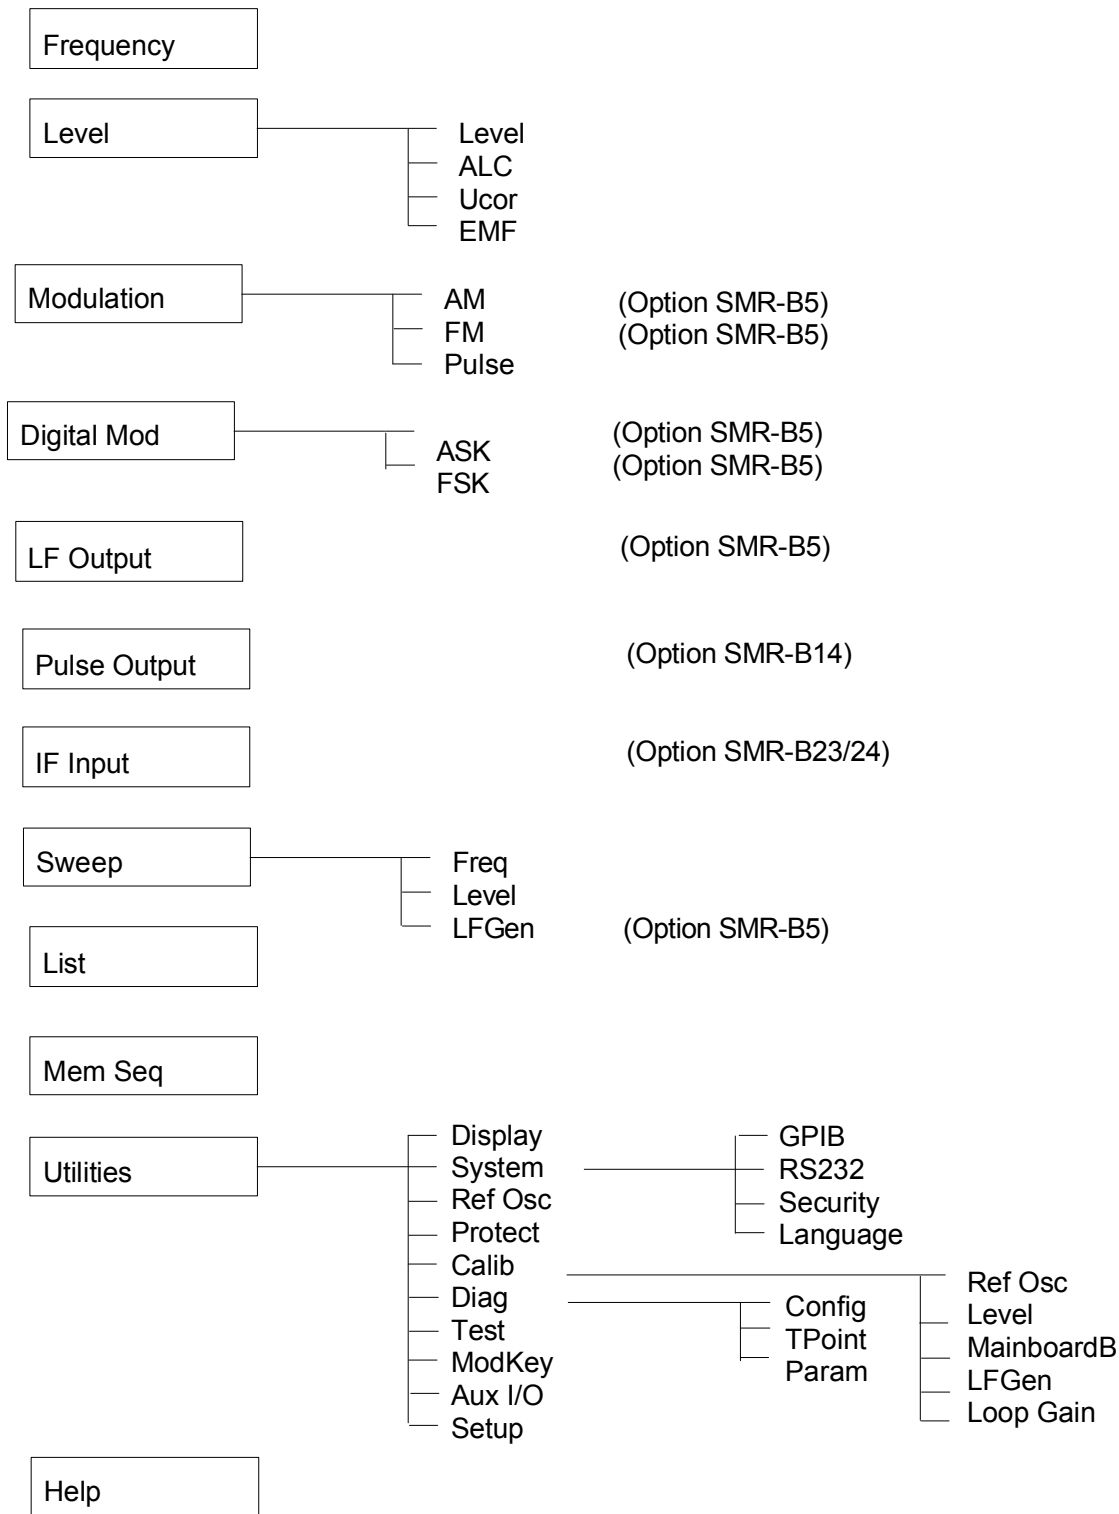 Frequency
Level
Level
ALC
Ucor
EMF
Modulation
AM (Option SMR-B5)
FM (Option SMR-B5)
Pulse
Digital Mod
(Option SMR-B5)
ASK
(Option SMR-B5)
FSK
LF Output (Option SMR-B5)
Pulse Output (Option SMR-B14)
IF Input (Option SMR-B23/24)
Sweep
Freq
Level
LFGen (Option SMR-B5)
List
Mem Seq
Utilities
Display
System
Ref Osc
Protect
Calib
Diag
Test
ModKey
Aux I/O
Setup
GPIB
RS232
Security
Language
Config
TPoint
Param
Ref Osc
Level
MainboardB
LFGen
Loop Gain
Help